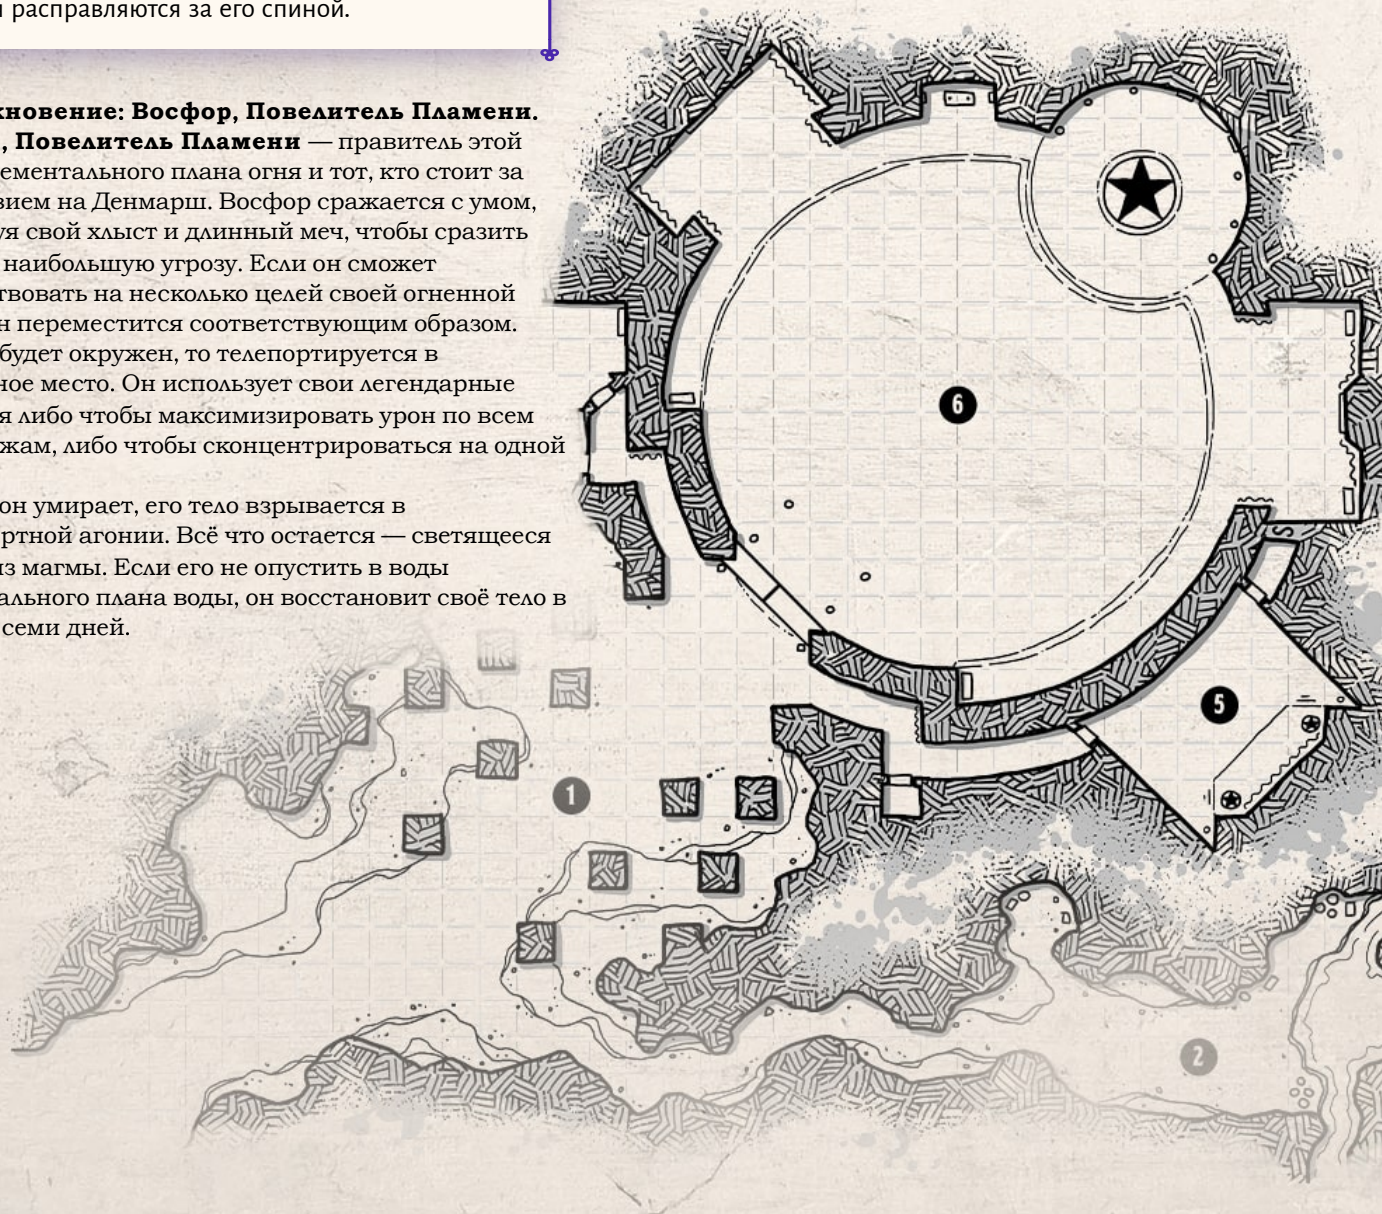 расправляются за его спиной.
кновение: Восфор, Повелитель Пламени.
, Повелитель Пламени — правитель этой
ементального плана огня и тот, кто стоит за
вием на Денмарш. Восфор сражается с умом,
уя свой хлыст и длинный меч, чтобы сразить
наибольшую угрозу. Если он сможет
твовать на несколько целей своей огненной
н переместится соответствующим образом.
будет окружен, то телепортируется в
ное место. Он использует свои легендарные
я либо чтобы максимизировать урон по всем
жам, либо чтобы сконцентрироваться на одной
он умирает, его тело взрывается в
ртной агонии. Всё что остается — светящееся
из магмы. Если его не опустить в воды
ального плана воды, он восстановит своё тело в
семи дней.
6
5
1
2